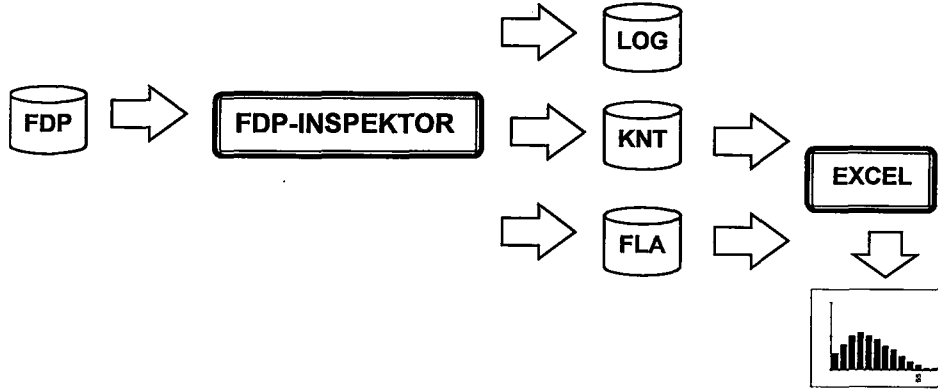 LOG
FDP
FDP-INSPEKTOR
KNT
EXCEL
FLA